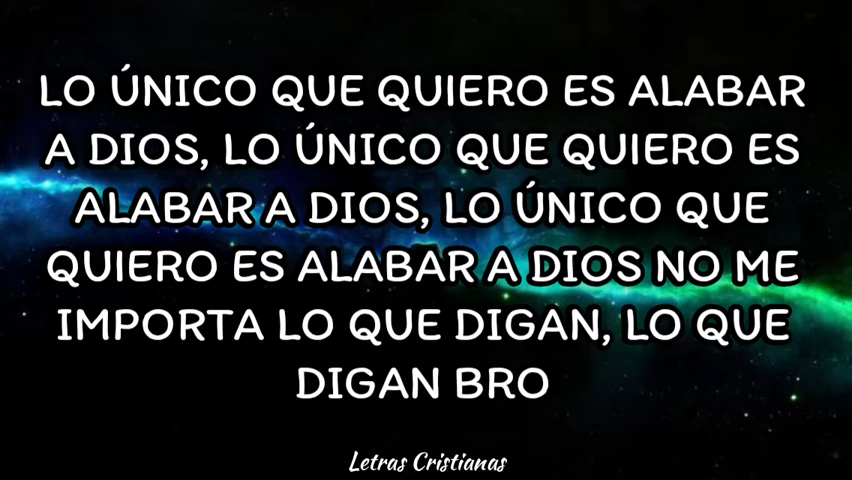 LO ÚNICO QUE QUIERO ES ALABAR
A DIOS, LO ÚNICO QUE QUIERO ES
ALABAR A DIOS, LO ÚNICO QUE
QUIERO ES ALABAR A DIOS NO ME
IMPORTA LO QUE DIGAN, LO QUE
DIGAN BRO
Letras Cristianas